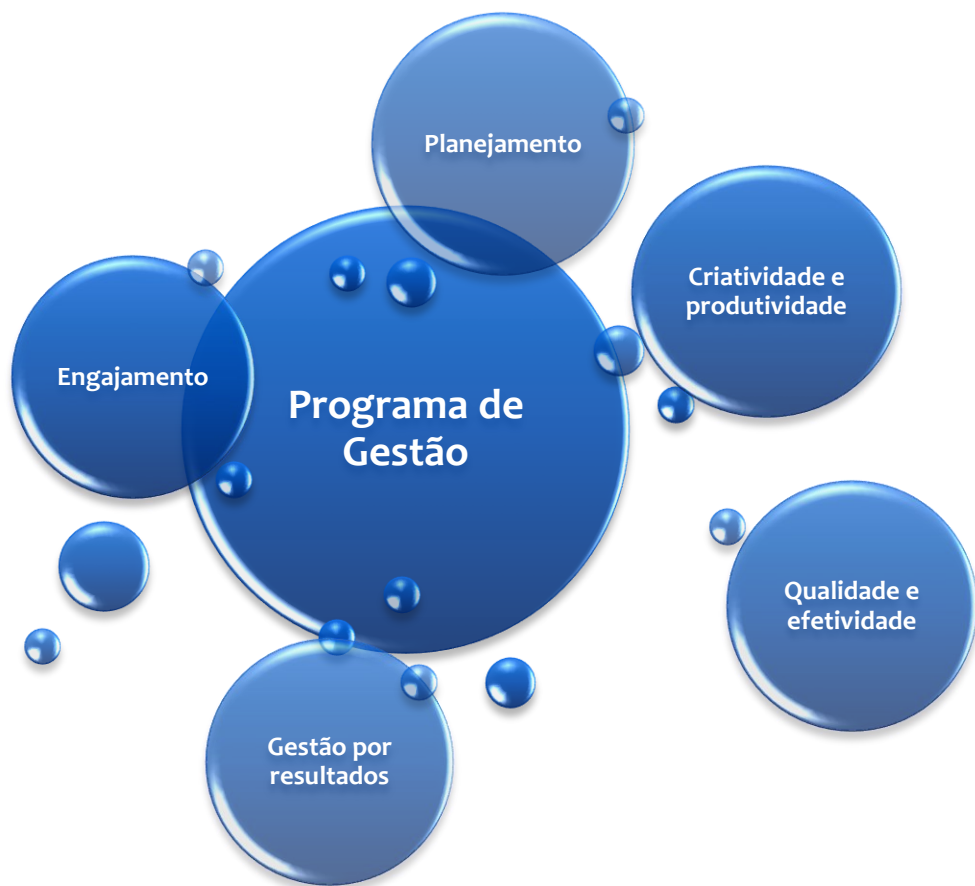 Planejamento
Criatividade e
produtividade
Engajamento
Programa de
Gestão
Qualidade e
efetividade
Gestão por
resultados